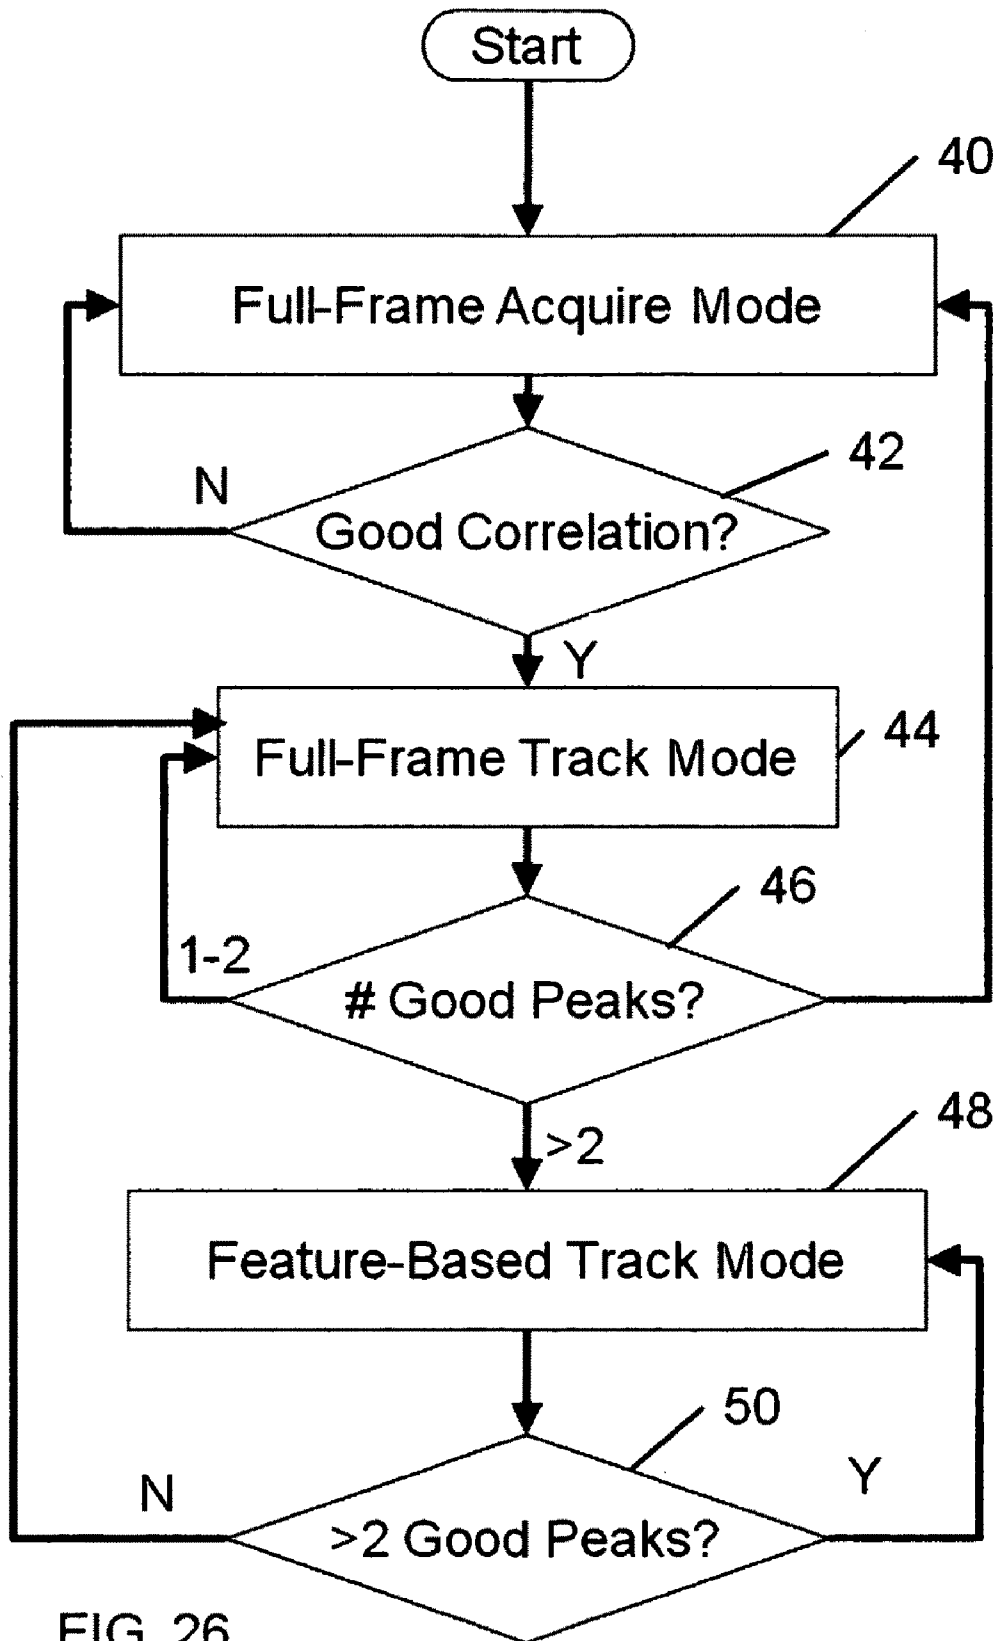 Start
40
Full-Frame Acquire Mode
42
N
Good Correlation?
Y
44
Full-Frame Track Mode
46
1-2
# Good Peaks?
48
>2
Feature-Based Track Mode
50
N
Y
>2 Good Peaks?
FIG. 26